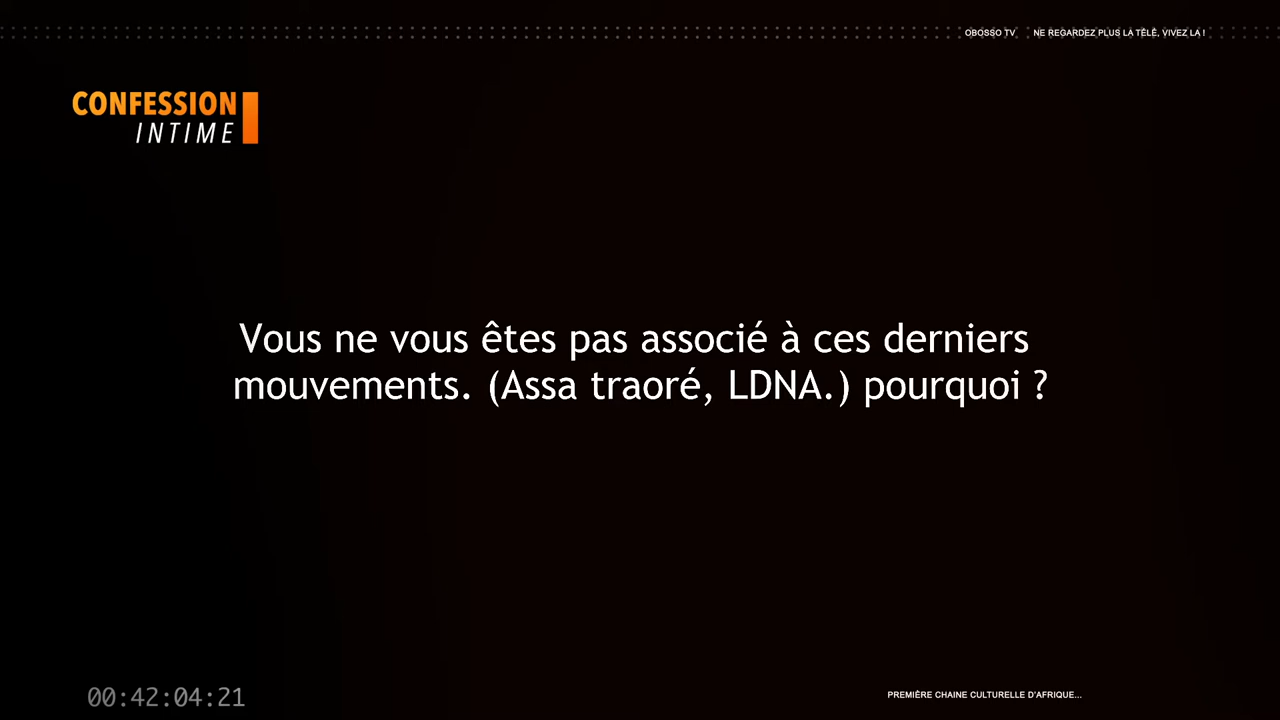 OBOSSO TV NE REGARDEZ PLUS LA TÉLÉ, VIVEZ LA !
CONFESSION
INTIME
Vous ne vous êtes pas associé à ces derniers
mouvements. (Assa traoré, LDNA.) pourquoi ?
00:42:04:21
PREMIÈRE CHAINE CULTURELLE D'AFRIQUE...